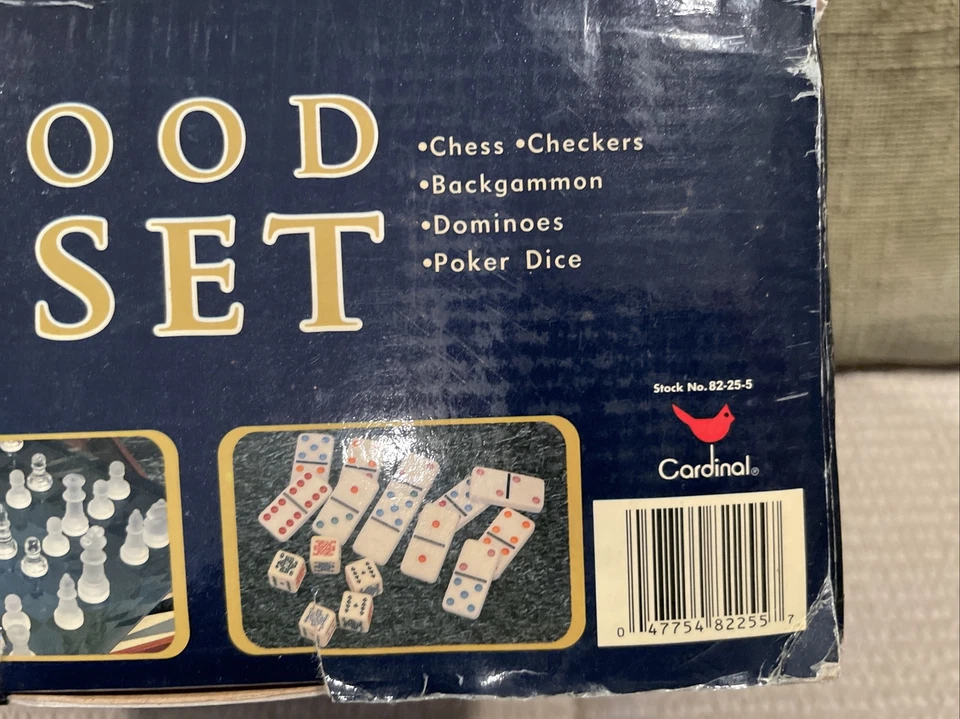 OOD
SET
•Chess •Checkers
•Backgammon
•Dominoes
•Poker Dice
Stock No. 82-25-5
Cardinal®
0 47754 82255 7